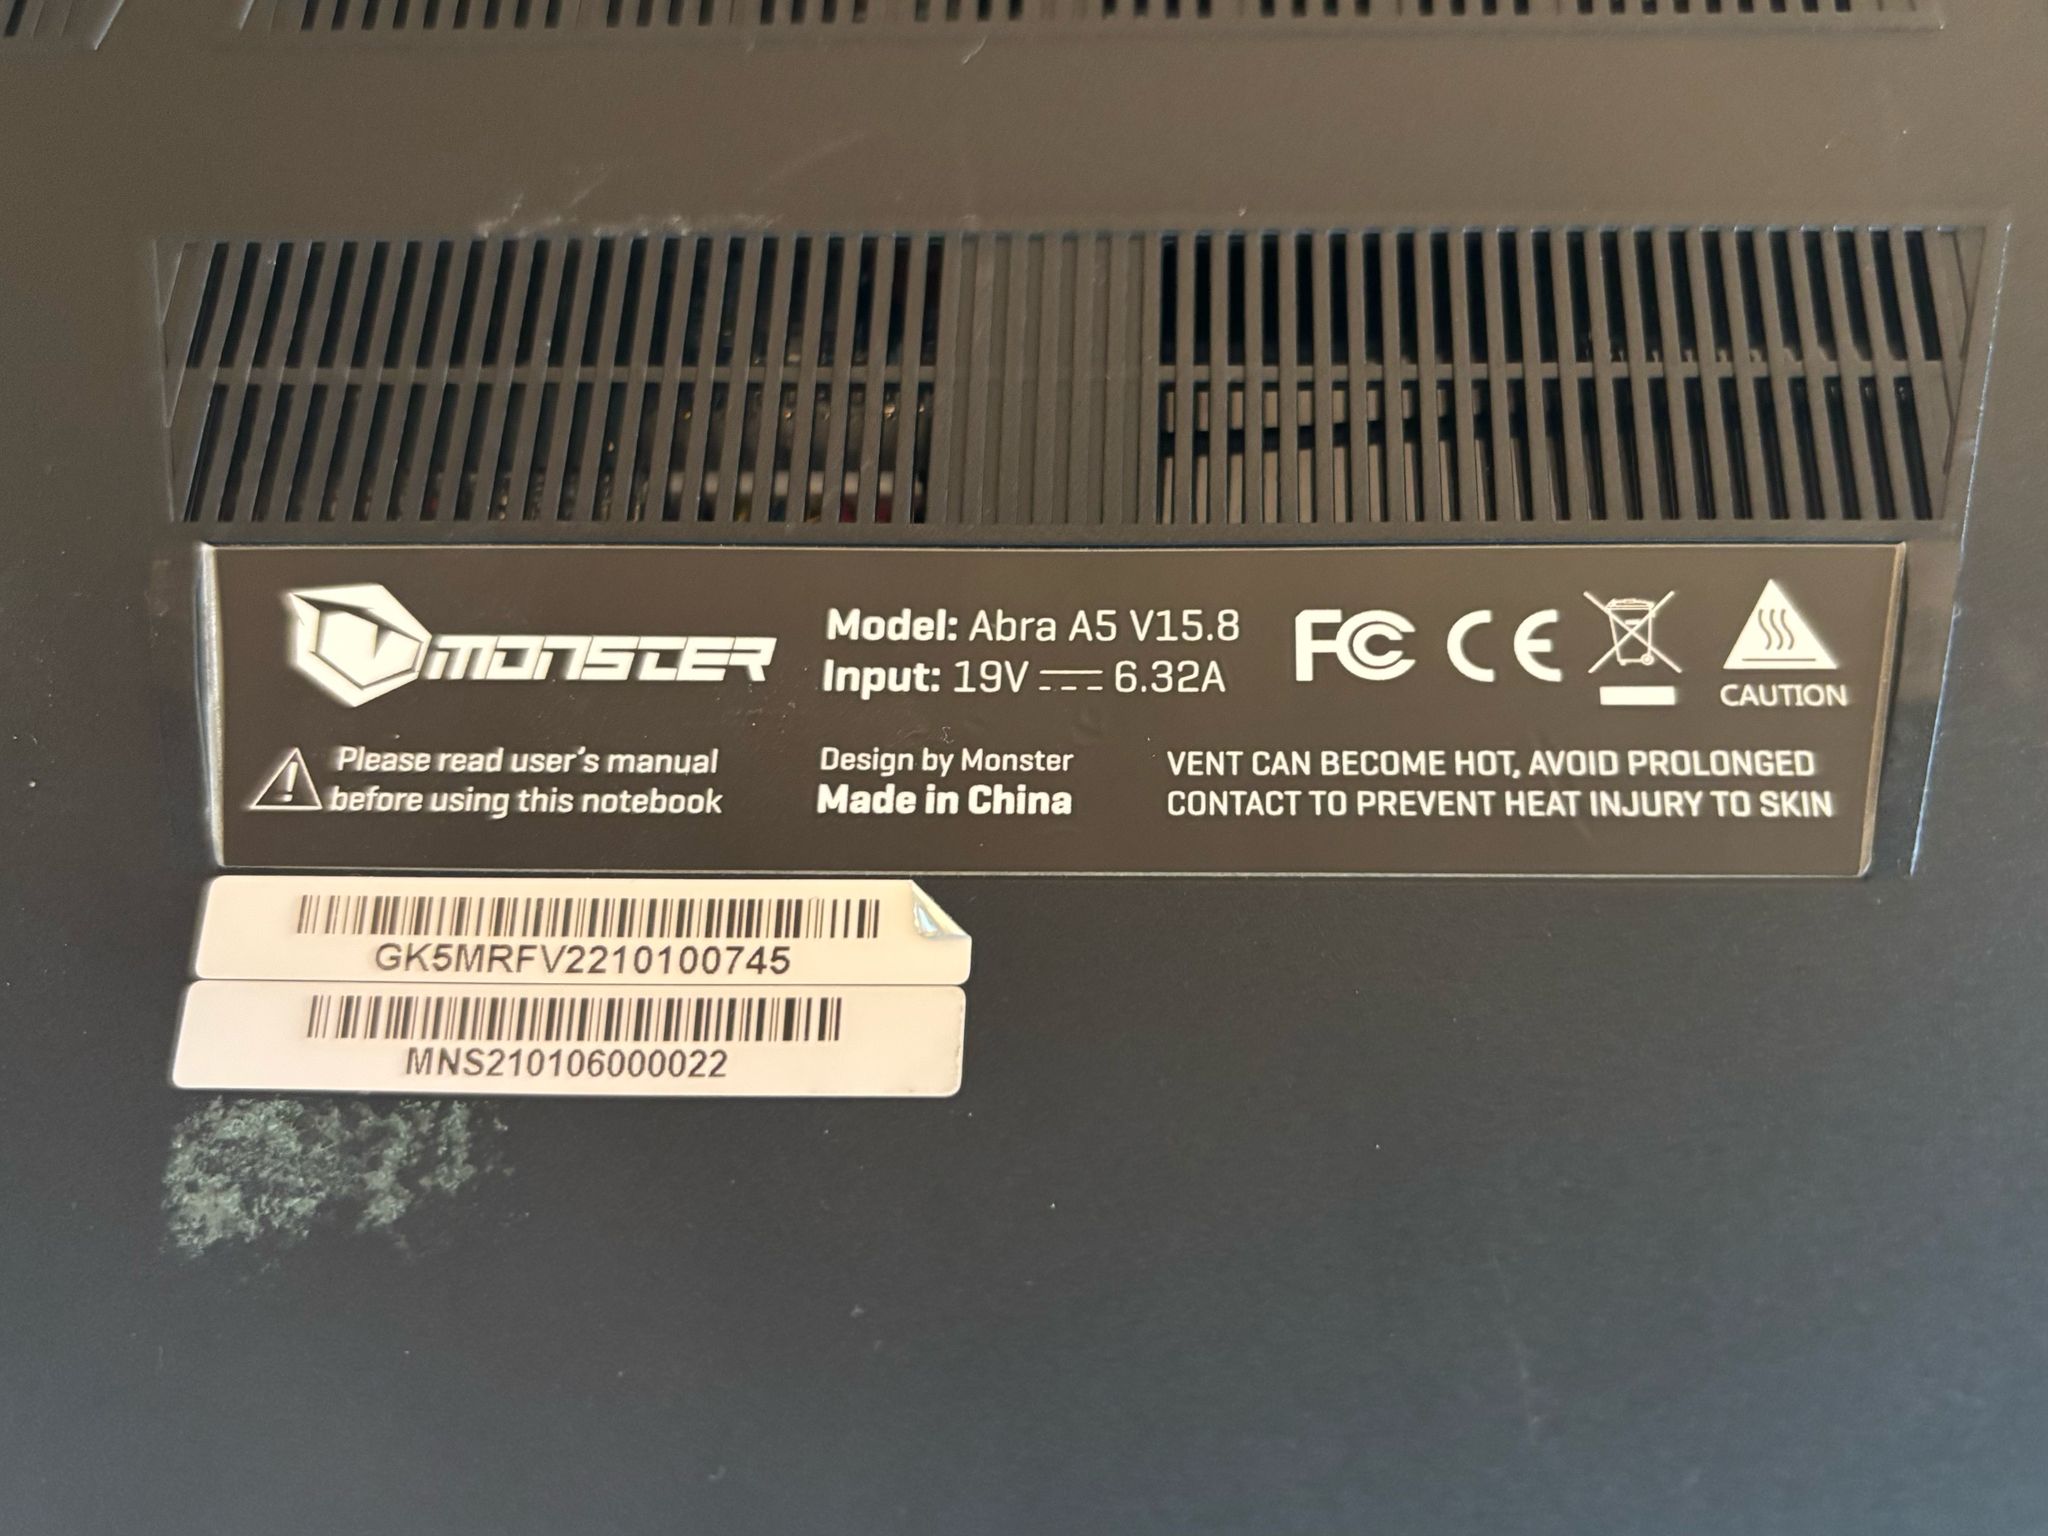 MONSTER
Model: Abra A5 V15.8
Input: 19V 6.32A
FC CE
CAUTION
Please read user's manual
before using this notebook
Design by Monster
Made in China
VENT CAN BECOME HOT, AVOID PROLONGED
CONTACT TO PREVENT HEAT INJURY TO SKIN
GK5MRFV2210100745
MNS210106000022